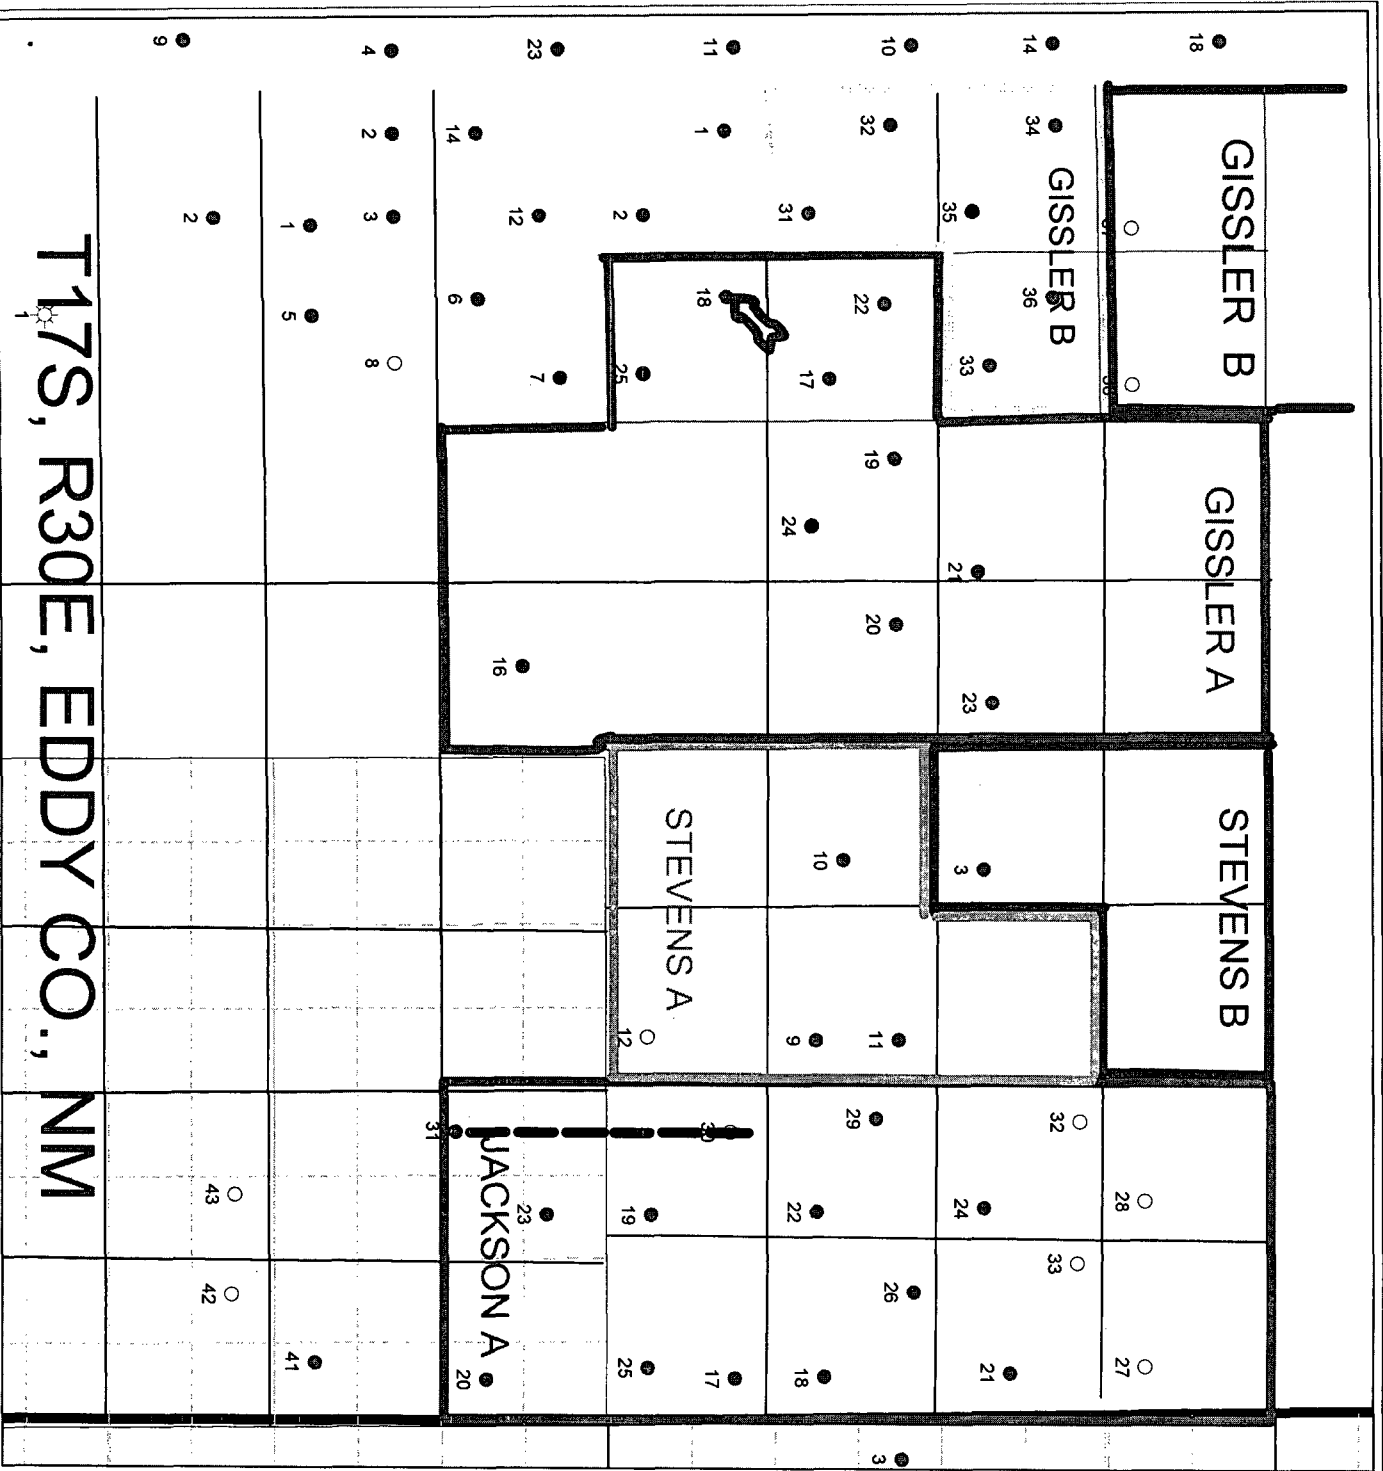 18 GISSLER B GISSLER A STEVENS B
28 27
14 34 GISSLER B 36 32 33
35 33 21 23 3 24 21
10 32 22 19 20 11 29 26 3
31 17 24 10 9 22 18
11 1 18 30 17
STEVENS A
2 25 12 19 25
23 12 7 16 23
JACKSON A
14 6 31 20
4 2 3 8
1 5 41
2 43 42
9
T17S, R30E, EDDY CO., NM
1